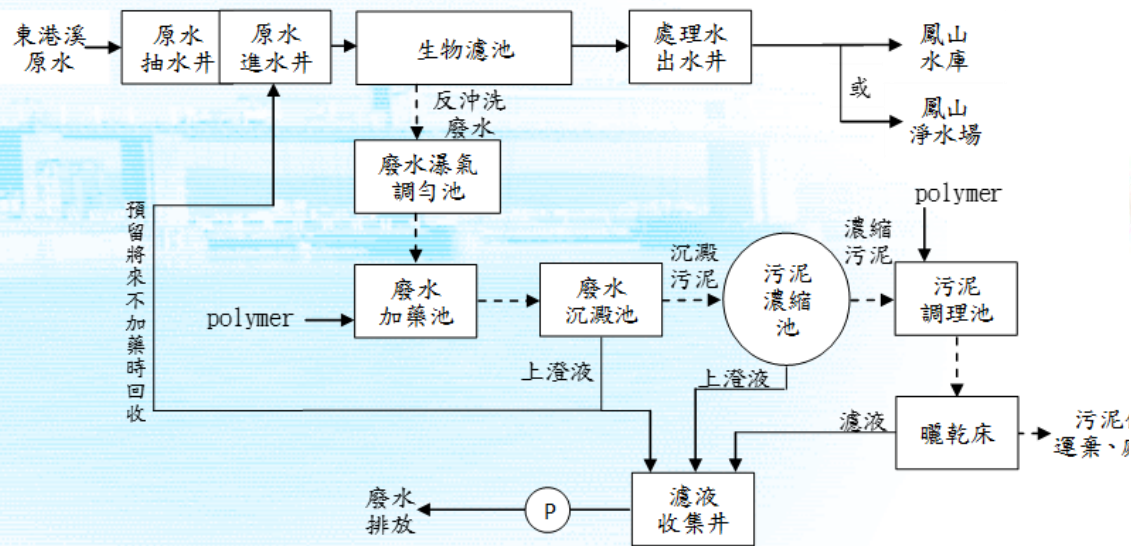 東港溪
原水
原水
抽水井
原水
進水井
生物濾池
處理水
出水井
鳳山
水庫
或
鳳山
淨水場
反沖洗
廢水
廢水瀑氣
調勻池
預留將來不加藥時回收
polymer
廢水
加藥池
廢水
沉澱池
沉澱
污泥
污泥
濃縮
池
濃縮
污泥
polymer
污泥
調理池
上澄液
上澄液
濾液
曬乾床
污泥
運棄、
廢水
排放
P
濾液
收集井